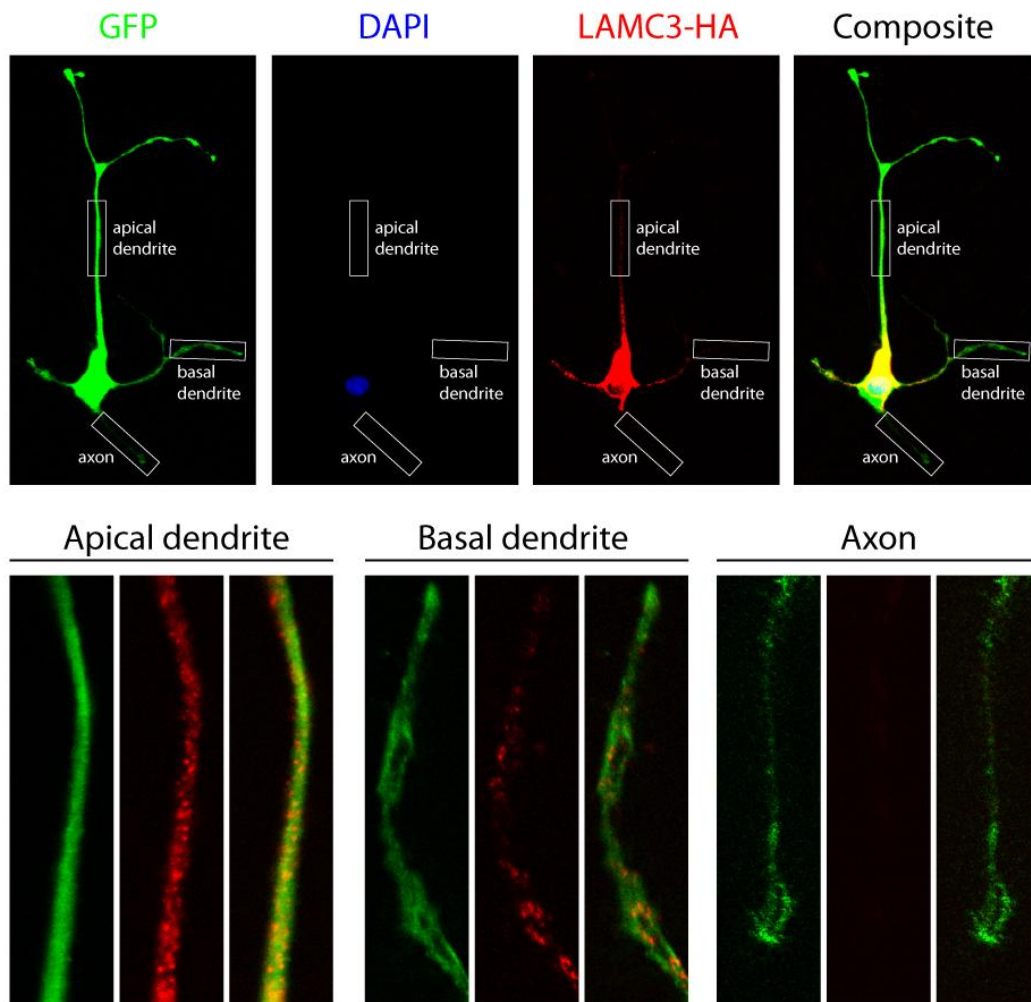 GFP
DAPI
LAMC3-HA
Composite
apical
dendrite
basal
dendrite
axon
apical
dendrite
basal
dendrite
axon
apical
dendrite
basal
dendrite
axon
apical
dendrite
basal
dendrite
axon
Apical dendrite
Basal dendrite
Axon